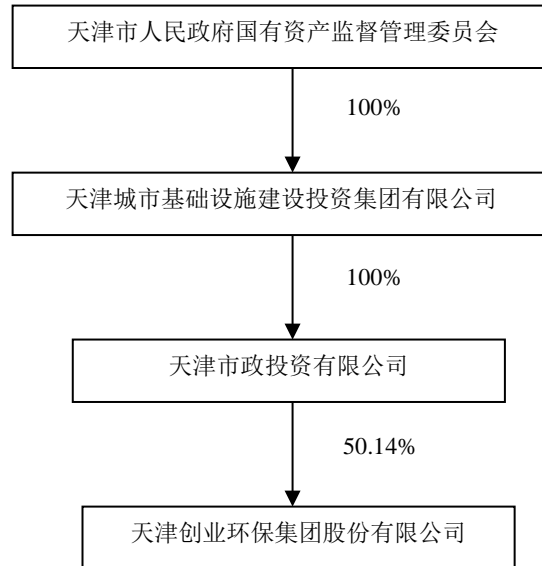 天津市人民政府国有资产监督管理委员会
100%
天津城市基础设施建设投资集团有限公司
100%
天津市政投资有限公司
50.14%
天津创业环保集团股份有限公司